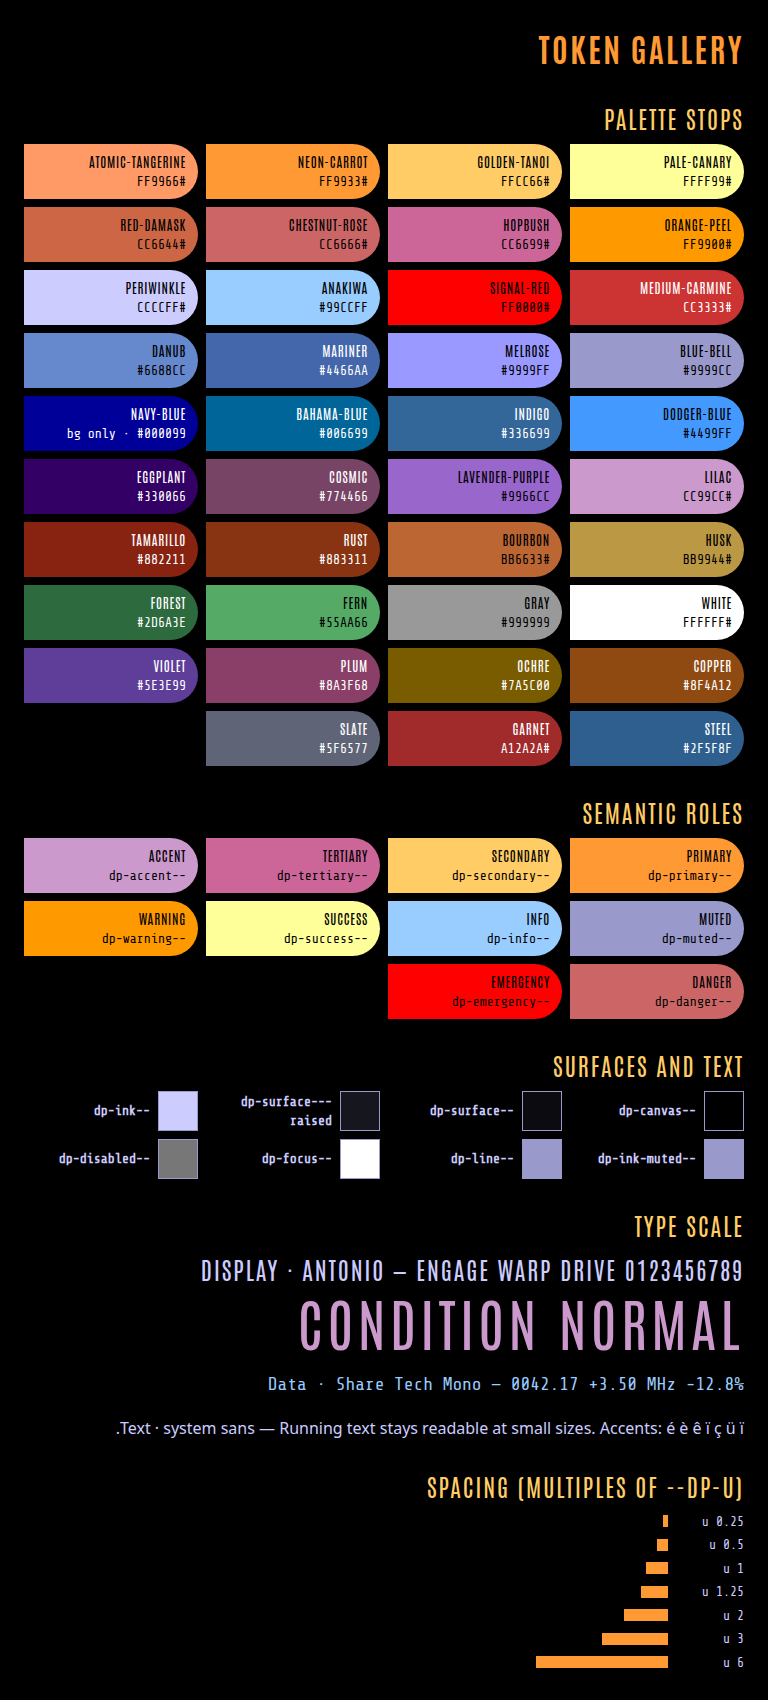 TOKEN GALLERY
PALETTE STOPS
ATOMIC-TANGERINE
FF9966#
NEON-CARROT
FF9933#
GOLDEN-TANOI
FFCC66#
PALE-CANARY
FFFF99#
RED-DAMASK
CC6644#
CHESTNUT-ROSE
CC6666#
HOPBUSH
CC6699#
ORANGE-PEEL
FF9900#
PERIWINKLE
CCCCFF#
ANAKIWA
#99CCFF
SIGNAL-RED
FF0000#
MEDIUM-CARMINE
CC3333#
DANUB
#6688CC
MARINER
#4466AA
MELROSE
#9999FF
BLUE-BELL
#9999CC
NAVY-BLUE
bg only · #000099
BAHAMA-BLUE
#006699
INDIGO
#336699
DODGER-BLUE
#4499FF
EGGPLANT
#330066
COSMIC
#774466
LAVENDER-PURPLE
#9966CC
LILAC
CC99CC#
TAMARILLO
#882211
RUST
#883311
BOURBON
BB6633#
HUSK
BB9944#
FOREST
#2D6A3E
FERN
#55AA66
GRAY
#999999
WHITE
FFFFFF#
VIOLET
#5E3E99
PLUM
#8A3F68
OCHRE
#7A5C00
COPPER
#8F4A12
SLATE
#5F6577
GARNET
A12A2A#
STEEL
#2F5F8F
SEMANTIC ROLES
ACCENT
dp-accent--
TERTIARY
dp-tertiary--
SECONDARY
dp-secondary--
PRIMARY
dp-primary--
WARNING
dp-warning--
SUCCESS
dp-success--
INFO
dp-info--
MUTED
dp-muted--
EMERGENCY
dp-emergency--
DANGER
dp-danger--
SURFACES AND TEXT
dp-ink--
dp-surface---
raised
dp-surface--
dp-canvas--
dp-disabled--
dp-focus--
dp-line--
dp-ink-muted--
TYPE SCALE
DISPLAY · ANTONIO — ENGAGE WARP DRIVE 0123456789
CONDITION NORMAL
Data · Share Tech Mono — 0042.17 +3.50 MHz −12.8%
.Text · system sans — Running text stays readable at small sizes. Accents: é è ê ï ç ü ï
SPACING (MULTIPLES OF --DP-U)
u 0.25
u 0.5
u 1
u 1.25
u 2
u 3
u 6